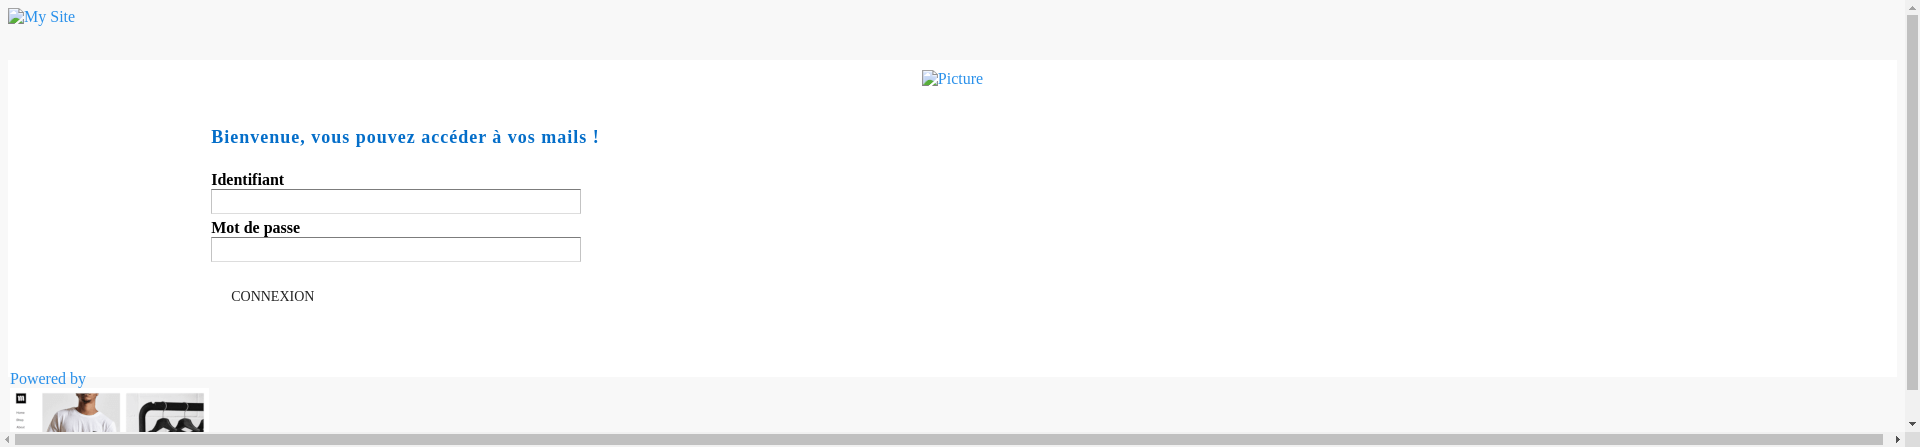 My Site
Picture
Bienvenue, vous pouvez accéder à vos mails !
Identifiant
Mot de passe
CONNEXION
Powered by